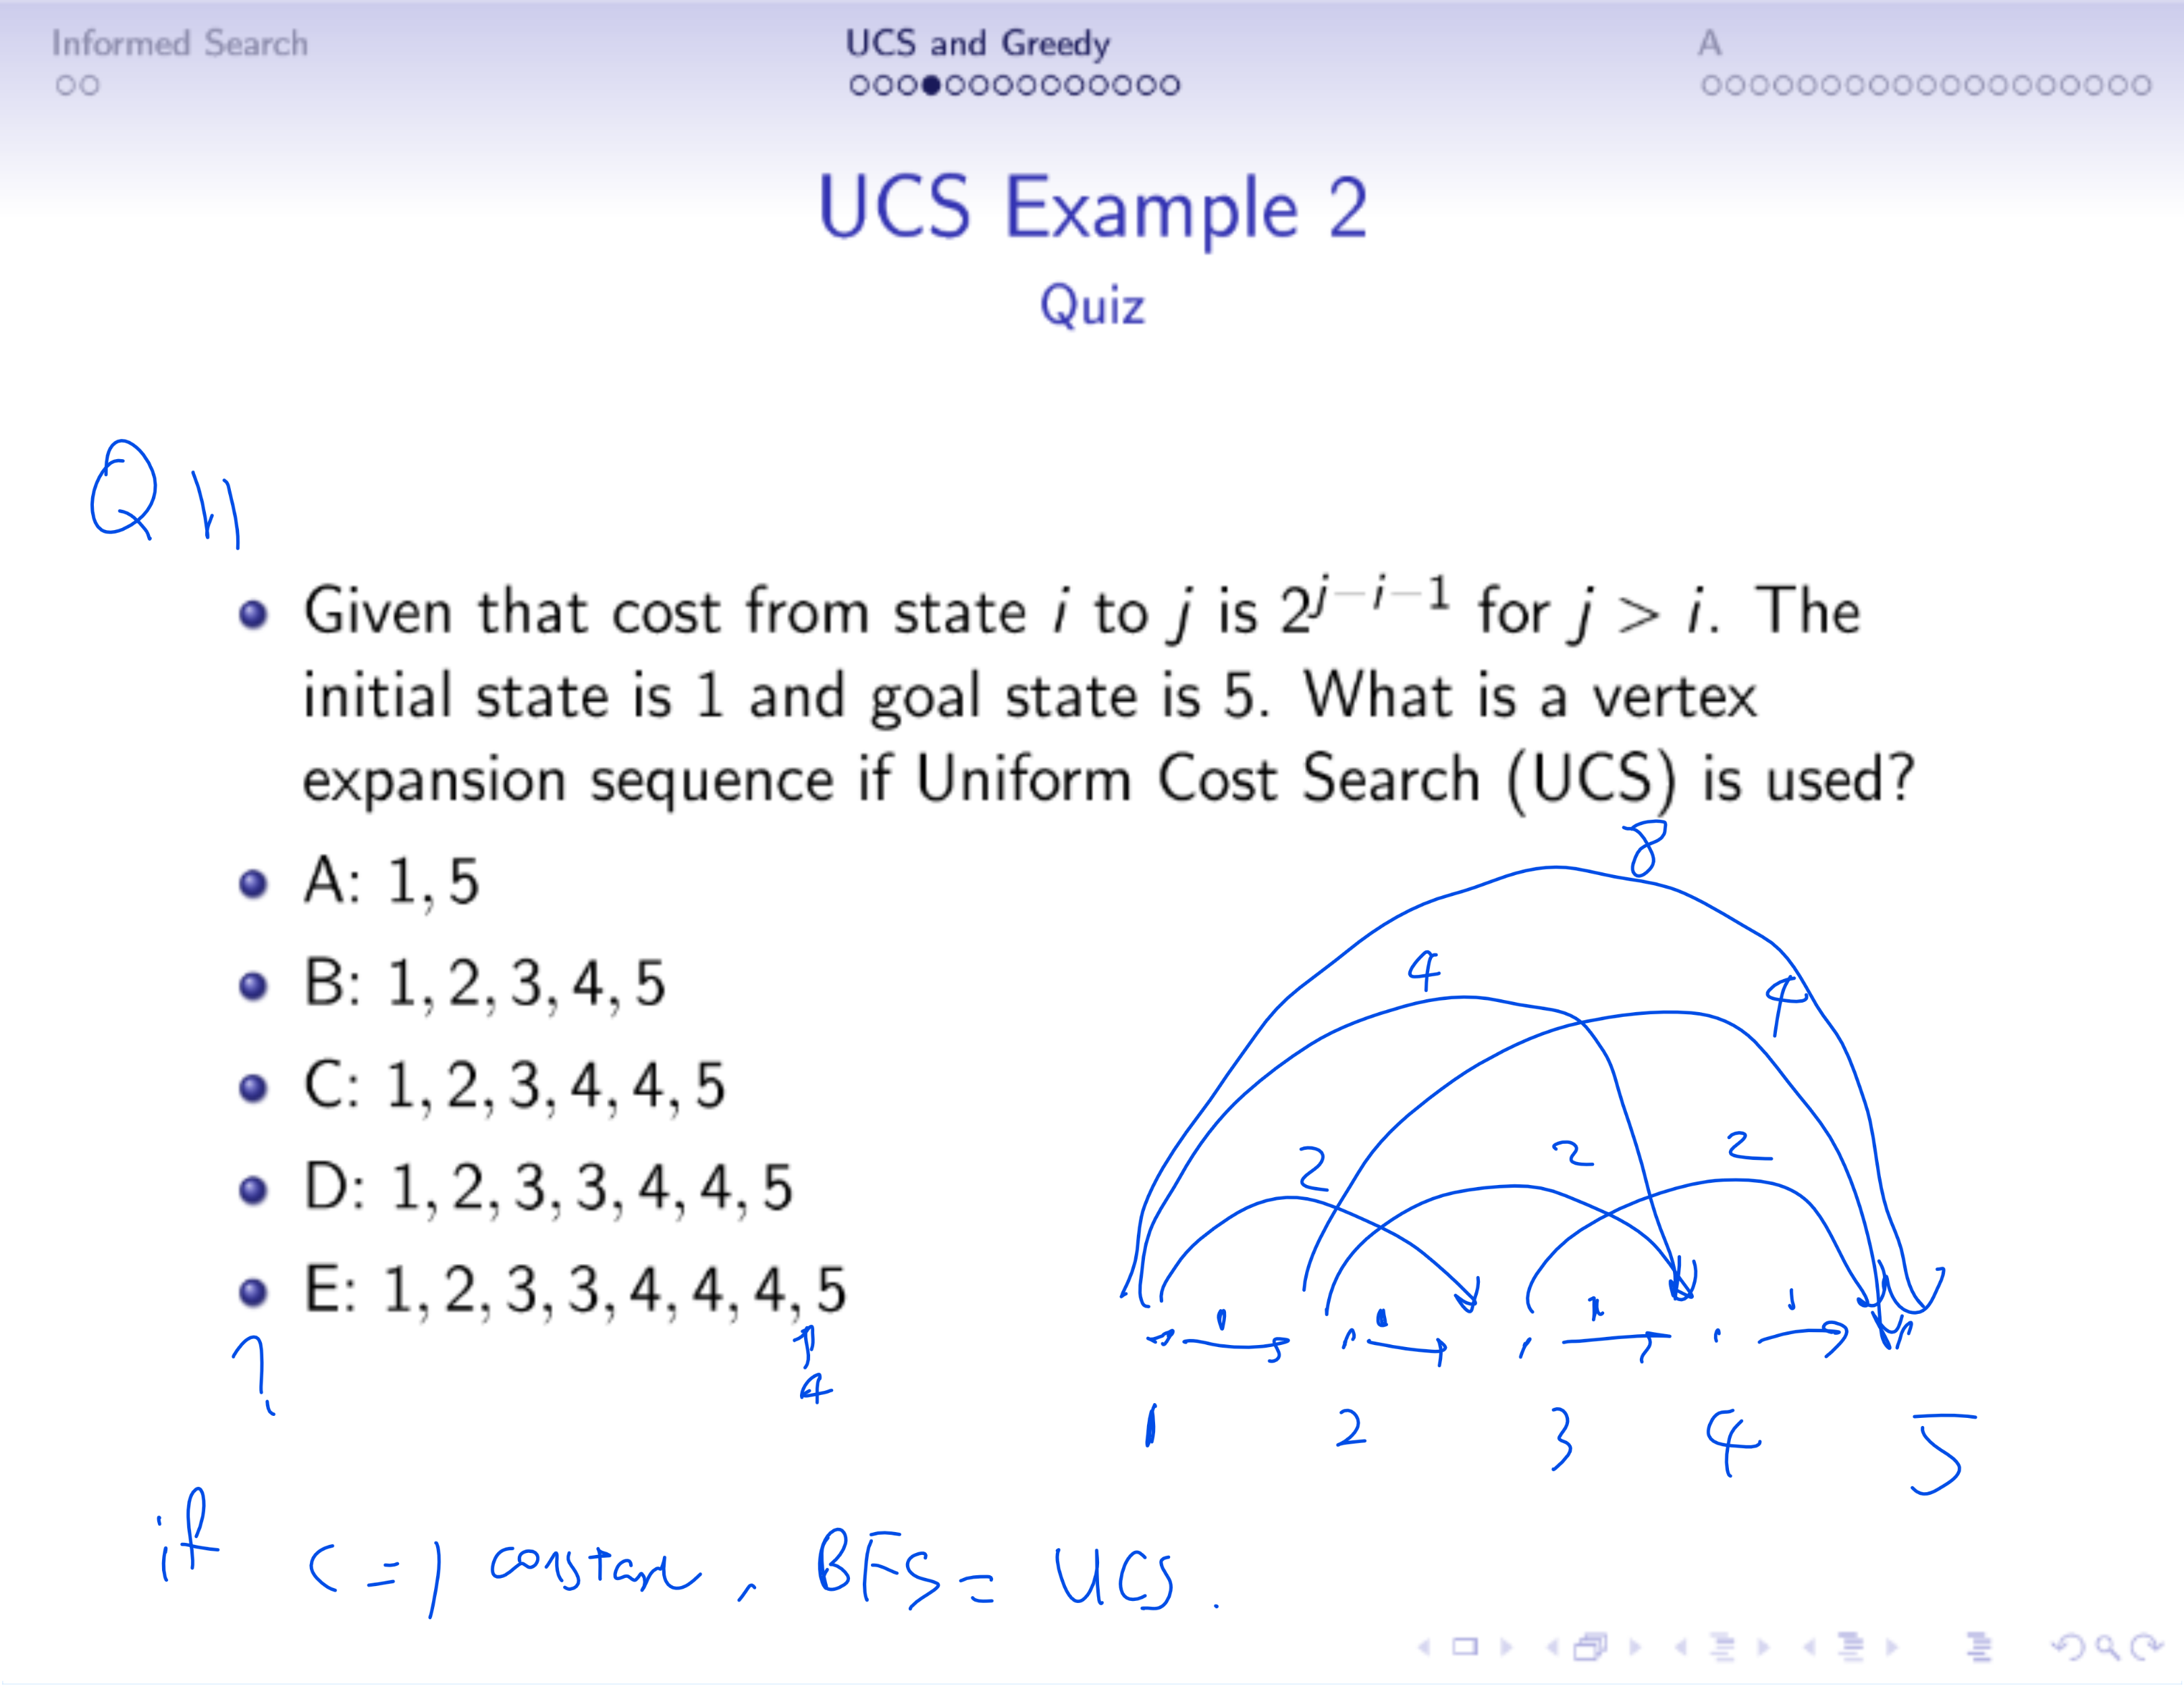 Informed Search UCS and Greedy A
UCS Example 2
Quiz
Q 11
Given that cost from state i to j is 2^{j−i−1} for j > i. The
initial state is 1 and goal state is 5. What is a vertex
expansion sequence if Uniform Cost Search (UCS) is used?
8
A: 1, 5
4 4
B: 1, 2, 3, 4, 5
C: 1, 2, 3, 4, 4, 5
2 2 2
D: 1, 2, 3, 3, 4, 4, 5
E: 1, 2, 3, 3, 4, 4, 4, 5
1
?
4
1 2 3 4 5
if c = 1 , BFS = UCS.